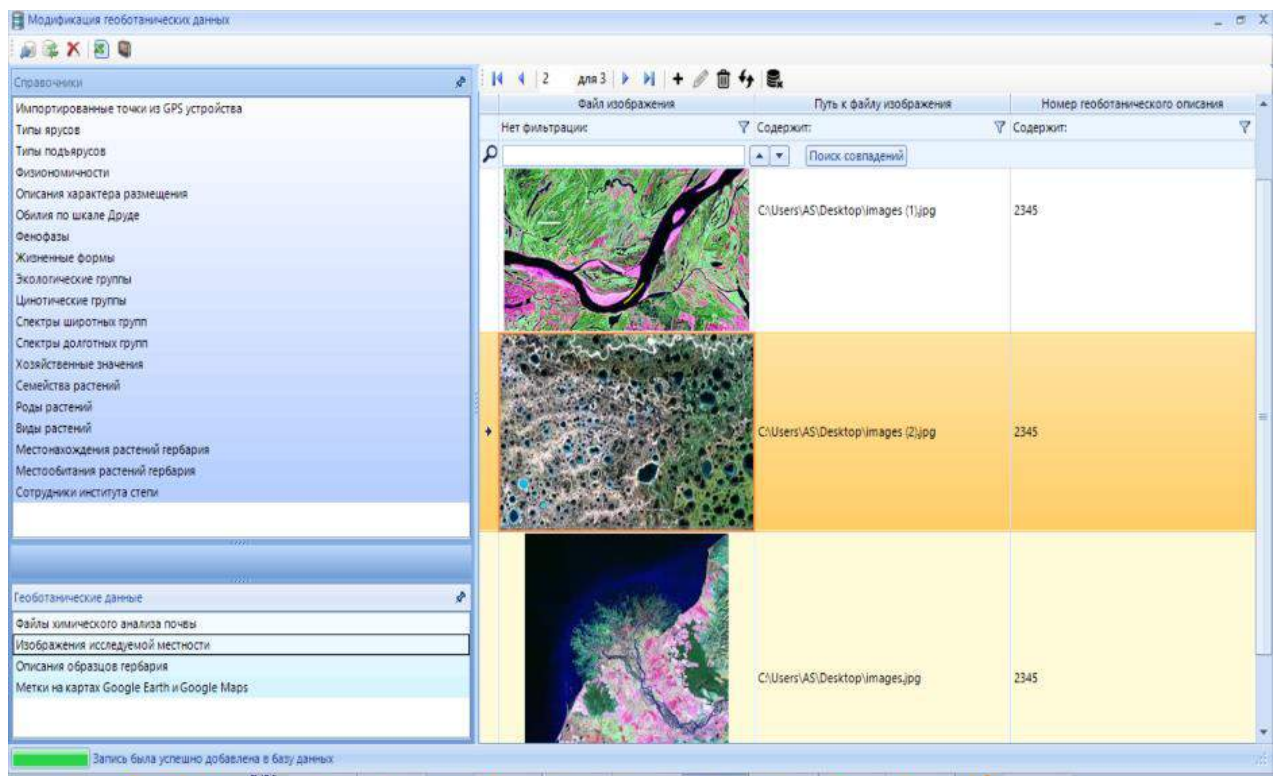 Модификация геоботанических данных
Справочники
Импортированные точки из GPS устройства
Типы ярусов
Типы подъярусов
Физиономичности
Описания характера размещения
Обилия по шкале Друде
Фенофазы
Жизненные формы
Экологические группы
Цинотические группы
Спектры широтных групп
Спектры долготных групп
Хозяйственные значения
Семейства растений
Роды растений
Виды растений
Местонахождения растений гербария
Местообитания растений гербария
Сотрудники института степи
Геоботанические данные
Файлы химического анализа почвы
Изображения исследуемой местности
Описания образцов гербария
Метки на картах Google Earth и Google Maps
2 для 3
Файл изображения Путь к файлу изображения Номер геоботанического описания
Нет фильтрации: Содержит: Содержит:
Поиск совпадений
C:\Users\AS\Desktop\images (1).jpg 2345
C:\Users\AS\Desktop\images (2).jpg 2345
C:\Users\AS\Desktop\images.jpg 2345
Запись была успешно добавлена в базу данных